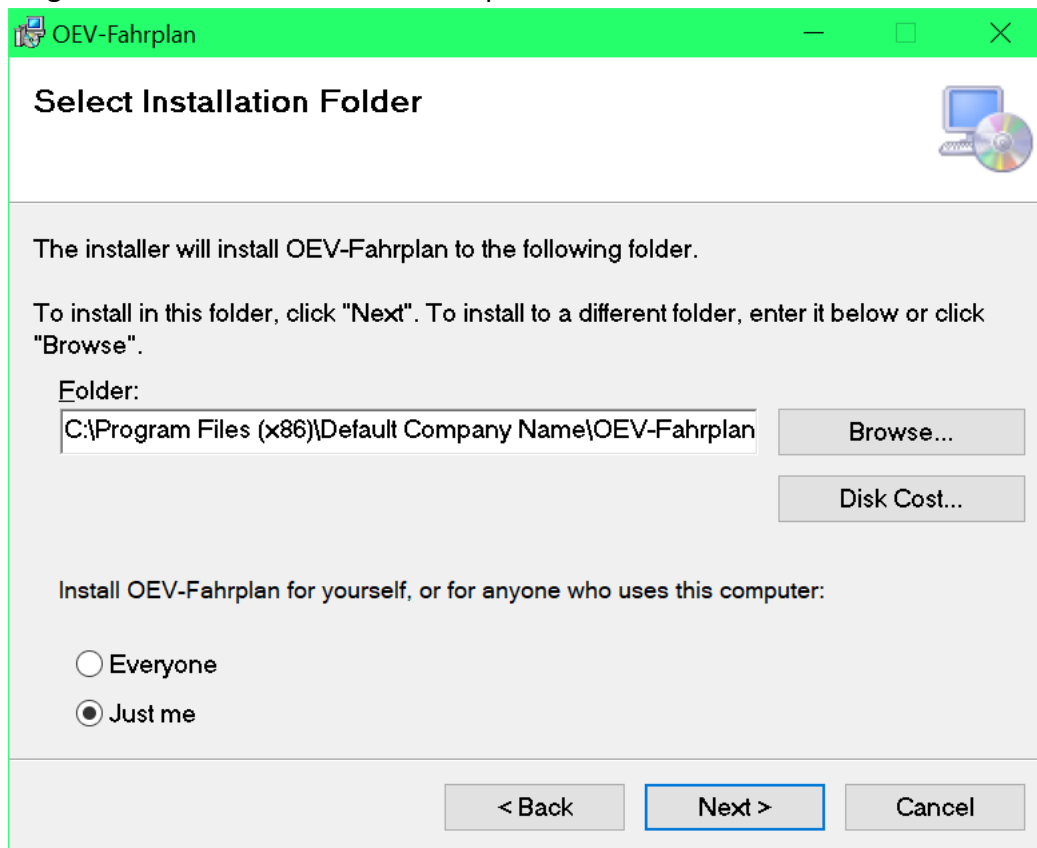 OEV-Fahrplan
Select Installation Folder
The installer will install OEV-Fahrplan to the following folder.
To install in this folder, click "Next". To install to a different folder, enter it below or click
"Browse".
Folder:
C:\Program Files (x86)\Default Company Name\OEV-Fahrplan
Browse...
Disk Cost...
Install OEV-Fahrplan for yourself, or for anyone who uses this computer:
Everyone
Just me
< Back
Next >
Cancel